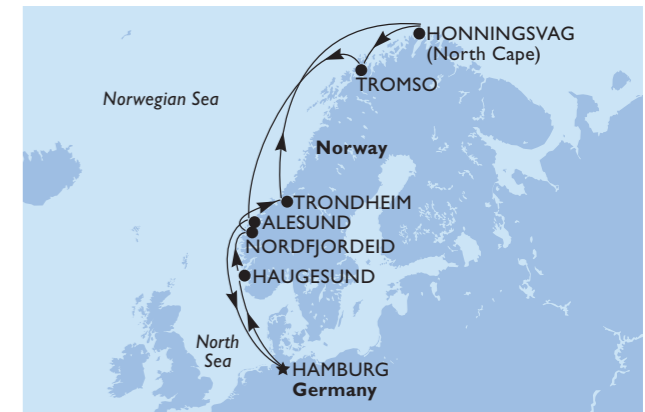 HONNINGSVAG
(North Cape)
TROMSO
Norwegian Sea
Norway
TRONDHEIM
ALESUND
NORDFJORDEID
HAUGESUND
North
Sea
HAMBURG
Germany